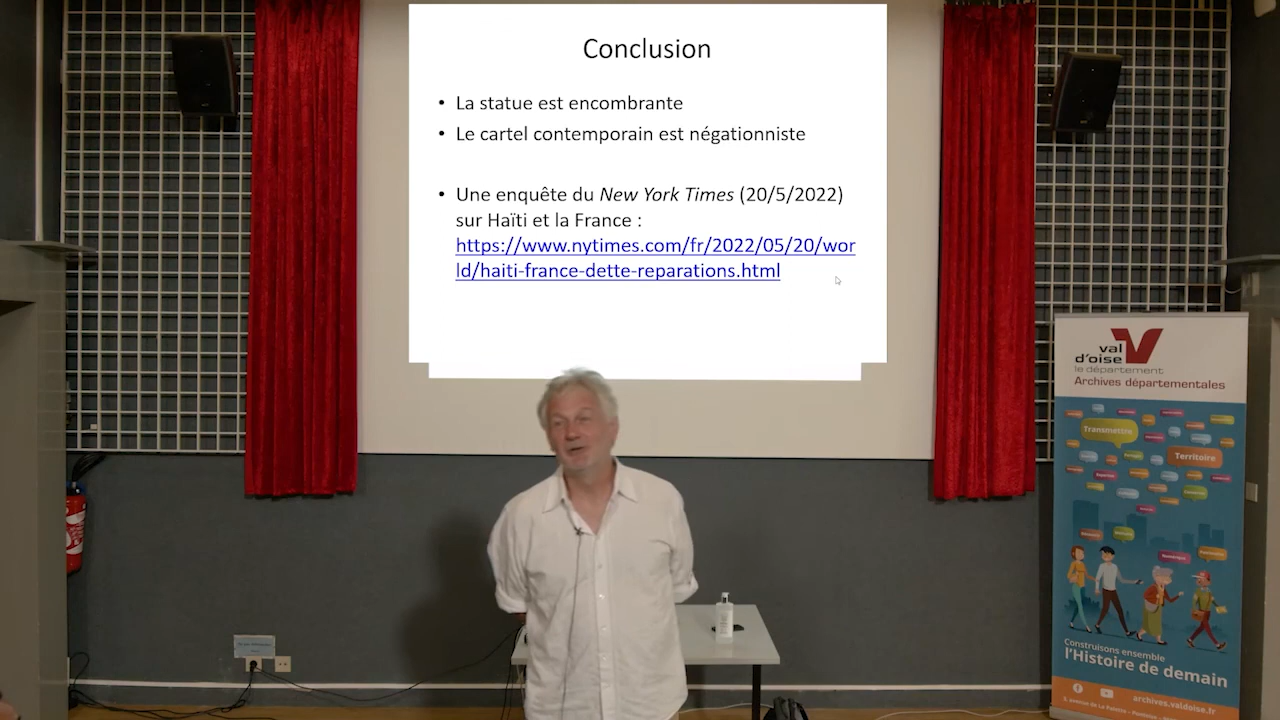 Conclusion
• La statue est encombrante
• Le cartel contemporain est négationniste
• Une enquête du New York Times (20/5/2022)
sur Haïti et la France :
https://www.nytimes.com/fr/2022/05/20/wor
ld/haiti-france-dette-reparations.html
val
d'oise
le département
Archives départementales
Transmettre
Territoire
Construisons ensemble
l'Histoire de demain
archives.valdoise.fr